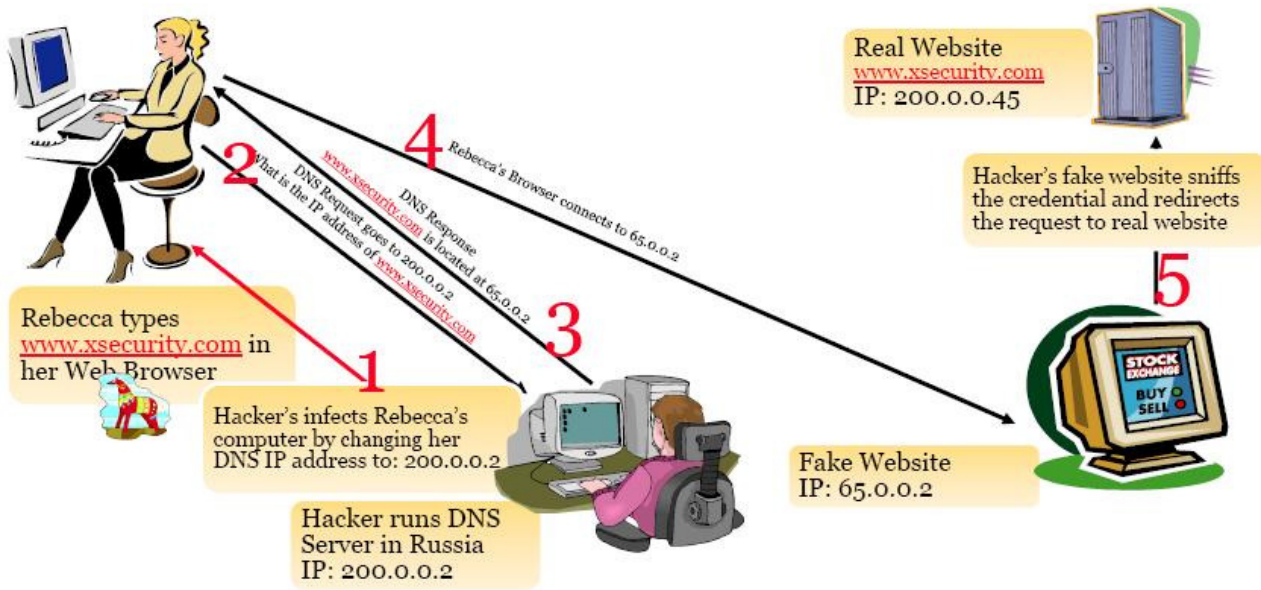 Real Website
www.xsecurity.com
IP: 200.0.0.45
4
Rebecca's Browser connects to 65.0.0.2
2
DNS Request goes to 200.0.0.2
What is the IP address of www.xsecurity.com
DNS Response
www.xsecurity.com is located at 65.0.0.2
3
Hacker's fake website sniffs
the credential and redirects
the request to real website
5
Rebecca types
www.xsecurity.com in
her Web Browser
1
Hacker's infects Rebecca's
computer by changing her
DNS IP address to: 200.0.0.2
STOCK
EXCHANGE
BUY
SELL
Fake Website
IP: 65.0.0.2
Hacker runs DNS
Server in Russia
IP: 200.0.0.2